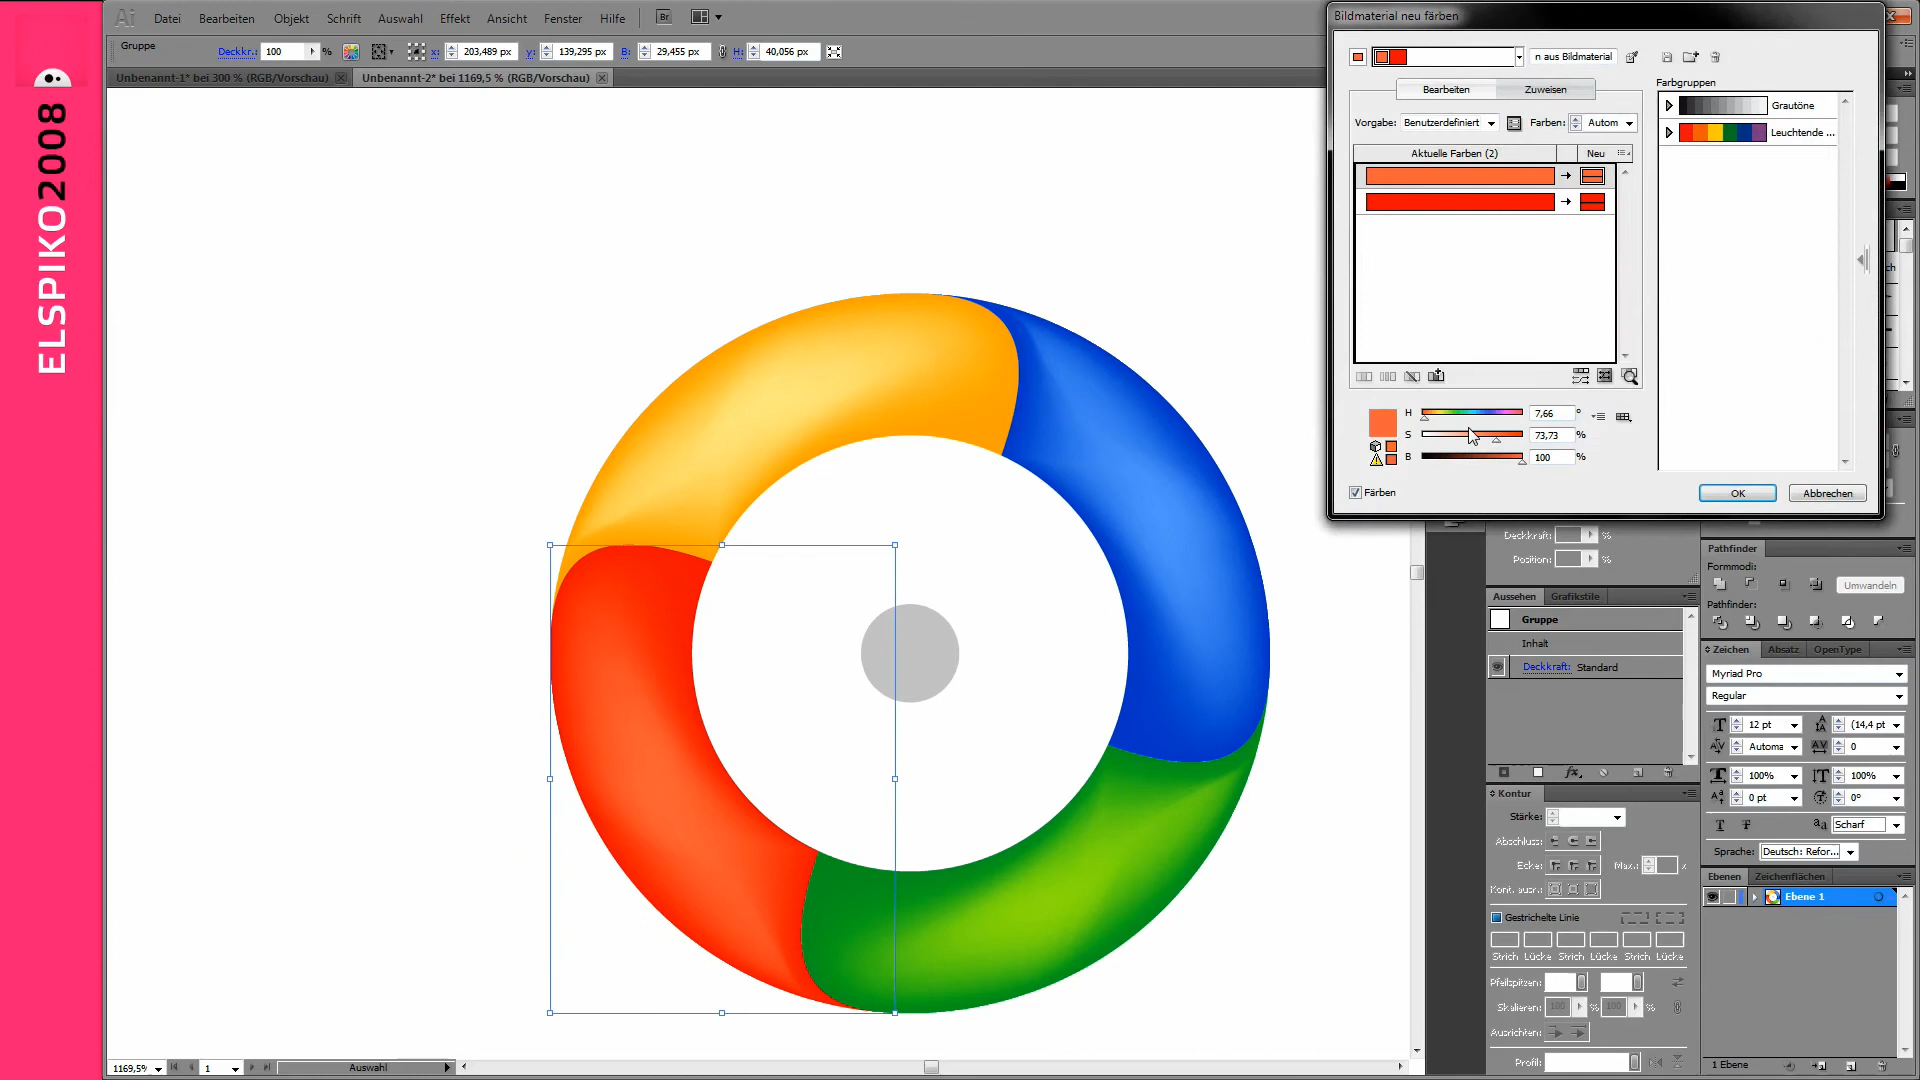 ELSPIKO2008
Ai Datei Bearbeiten Objekt Schrift Auswahl Effekt Ansicht Fenster Hilfe Br
Gruppe Deckkr.: 100 % x: 203,489 px y: 139,295 px B: 29,455 px H: 40,056 px
Unbenannt-1* bei 300 % (RGB/Vorschau) Unbenannt-2* bei 1169,5 % (RGB/Vorschau)
Bildmaterial neu färben
n aus Bildmaterial
Farbgruppen
Bearbeiten Zuweisen
Grautöne
Vorgabe: Benutzerdefiniert Farben: Autom
Leuchtende ...
Aktuelle Farben (2) Neu
H 7,66 °
S 73,73 %
B 100 %
Färben
OK Abbrechen
Deckkraft: %
Position: %
Pathfinder
Formmodi:
Umwandeln
Pathfinder:
Aussehen Grafikstile
Gruppe
Inhalt
Deckkraft: Standard
Zeichen Absatz OpenType
Myriad Pro
Regular
12 pt (14,4 pt
Automa 0
100% 100%
0 pt 0°
Scharf
Sprache: Deutsch: Refor...
Kontur
Stärke:
Abschluss:
Ecke: Max.: x
Kont. ausr.:
Gestrichelte Linie
Strich Lücke Strich Lücke Strich Lücke
Pfeilspitzen:
Skalieren: 100 % 100 %
Ausrichten:
Profil:
Ebenen Zeichenflächen
Ebene 1
1 Ebene
1169,5% 1 Auswahl